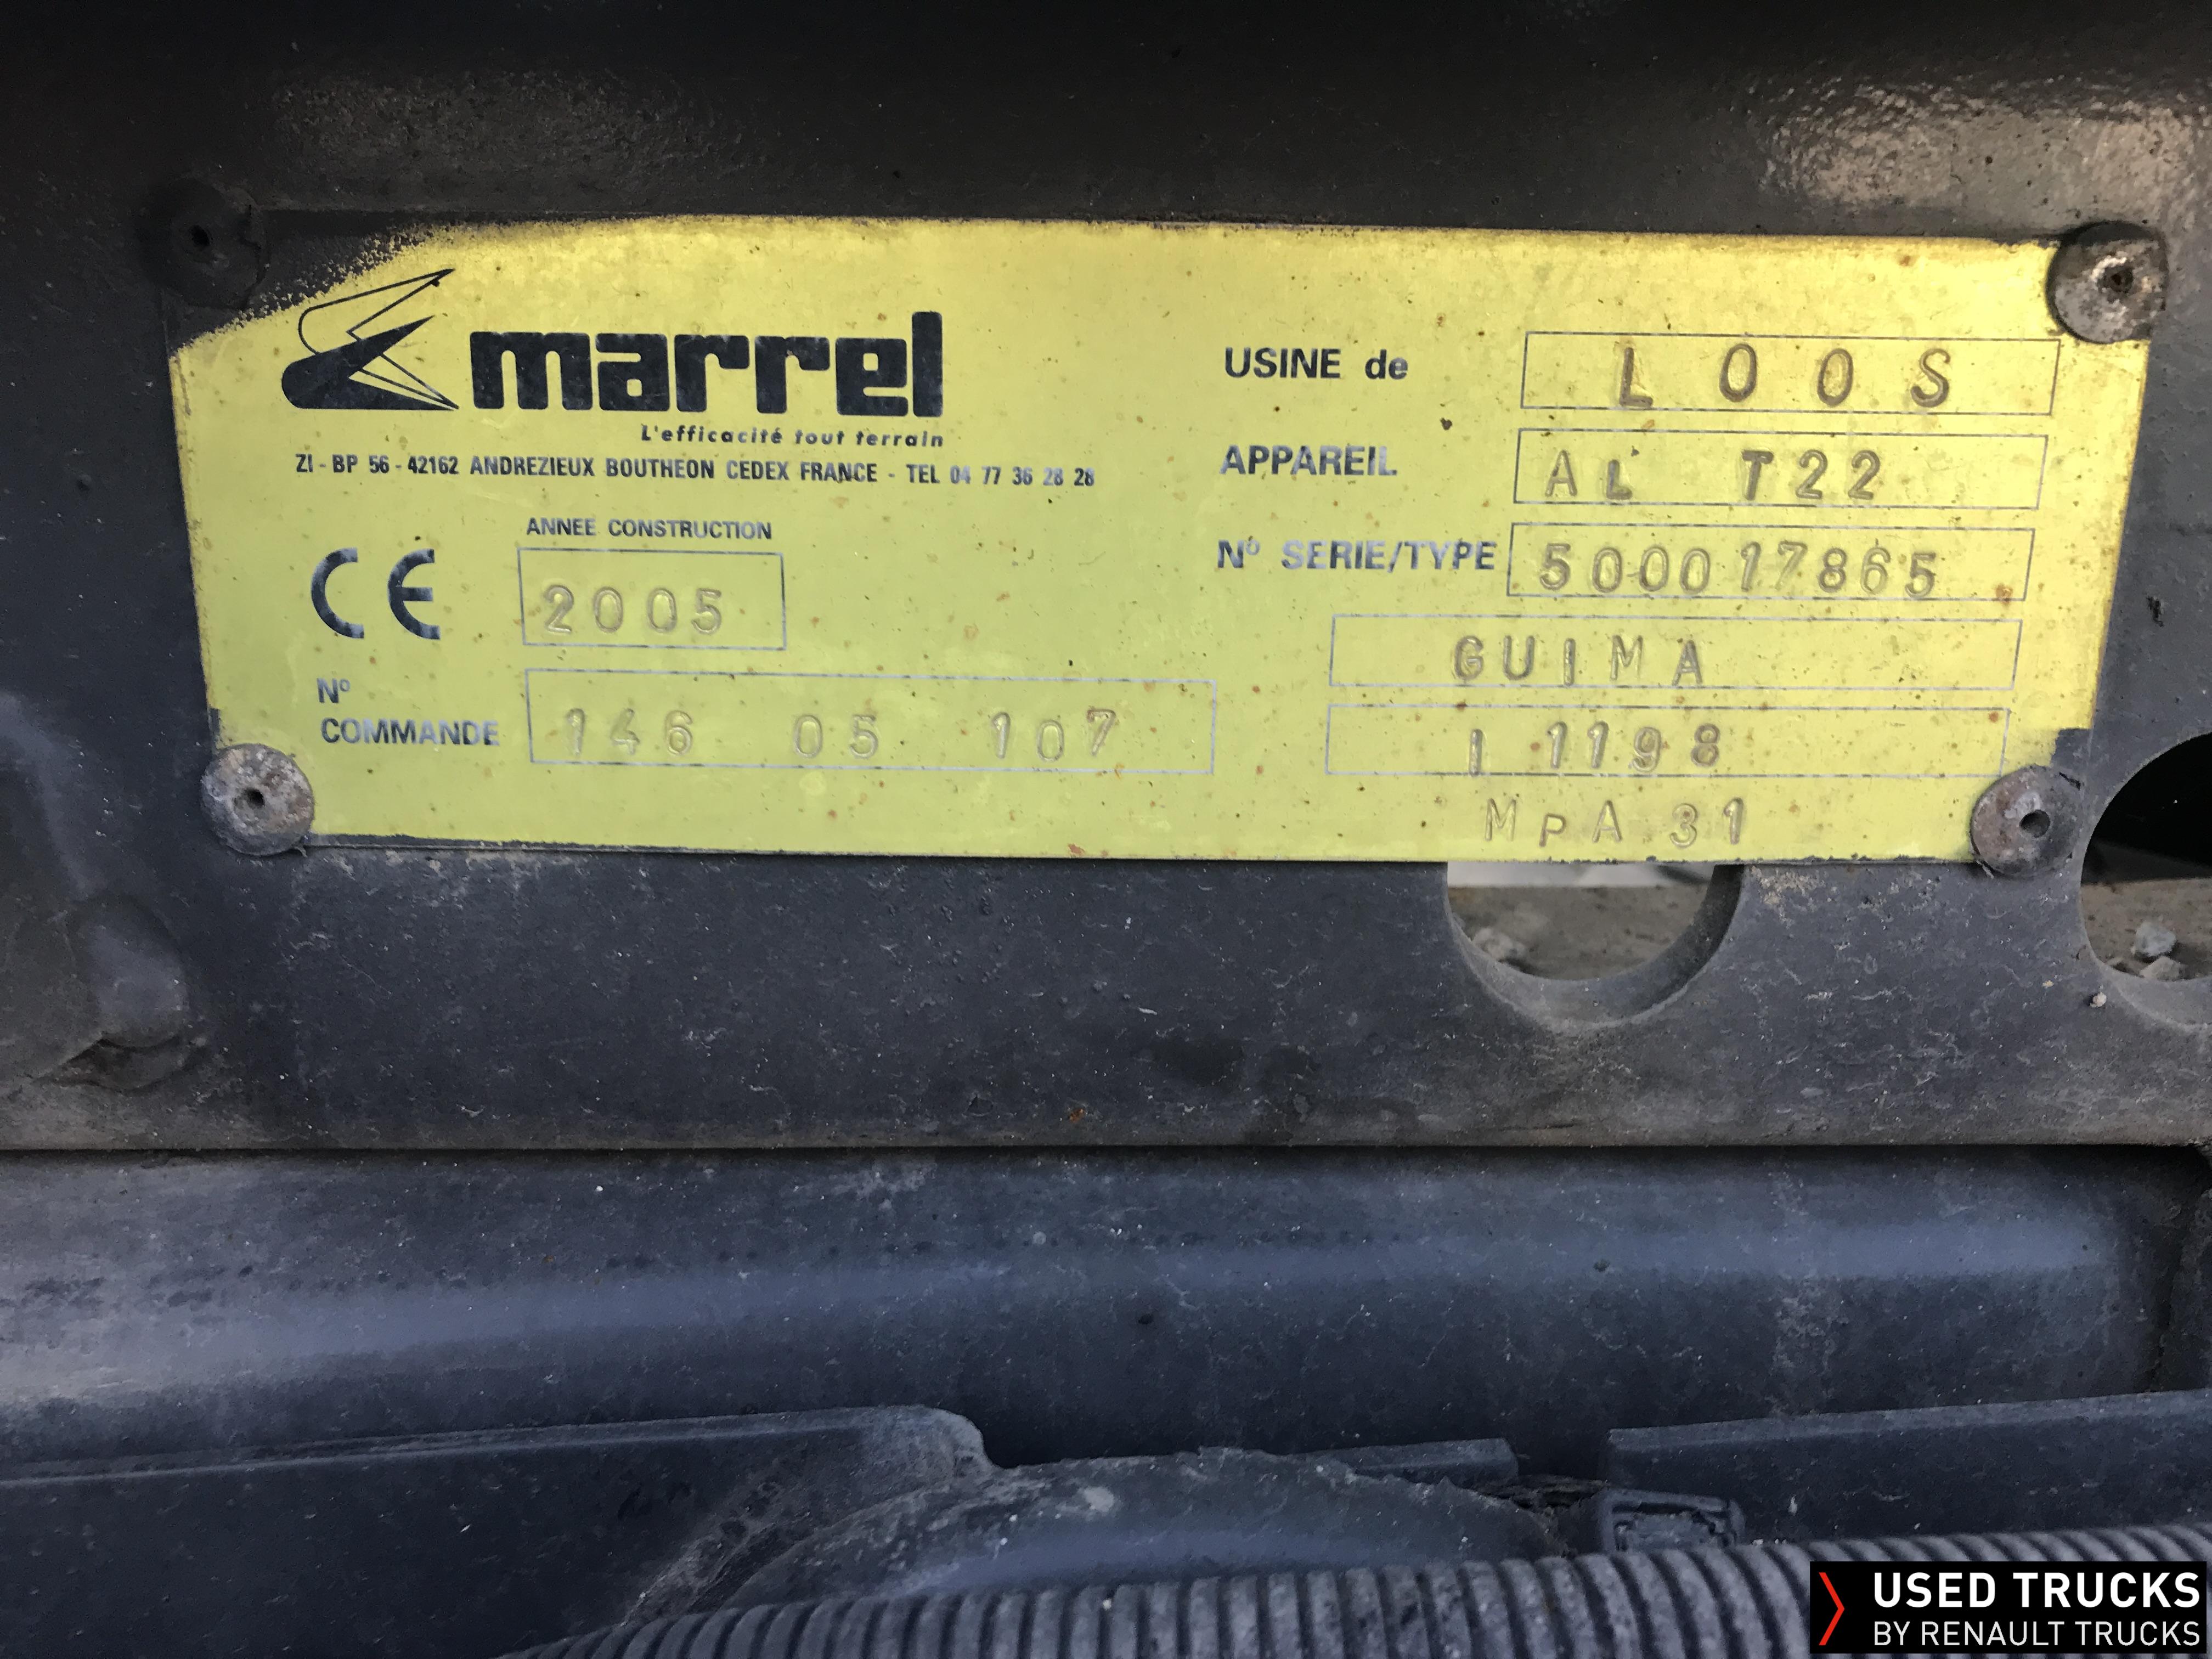 marrel
L'efficacité tout terrain
ZI - BP 56 - 42162 ANDREZIEUX BOUTHEON CEDEX FRANCE - TEL 04 77 36 28 28
CE
ANNEE CONSTRUCTION
2005
N° COMMANDE
146 05 107
USINE de LOOS
APPAREIL AL T22
N° SERIE/TYPE 500017865
GUIMA
I 1198
MPA 31
USED TRUCKS
BY RENAULT TRUCKS